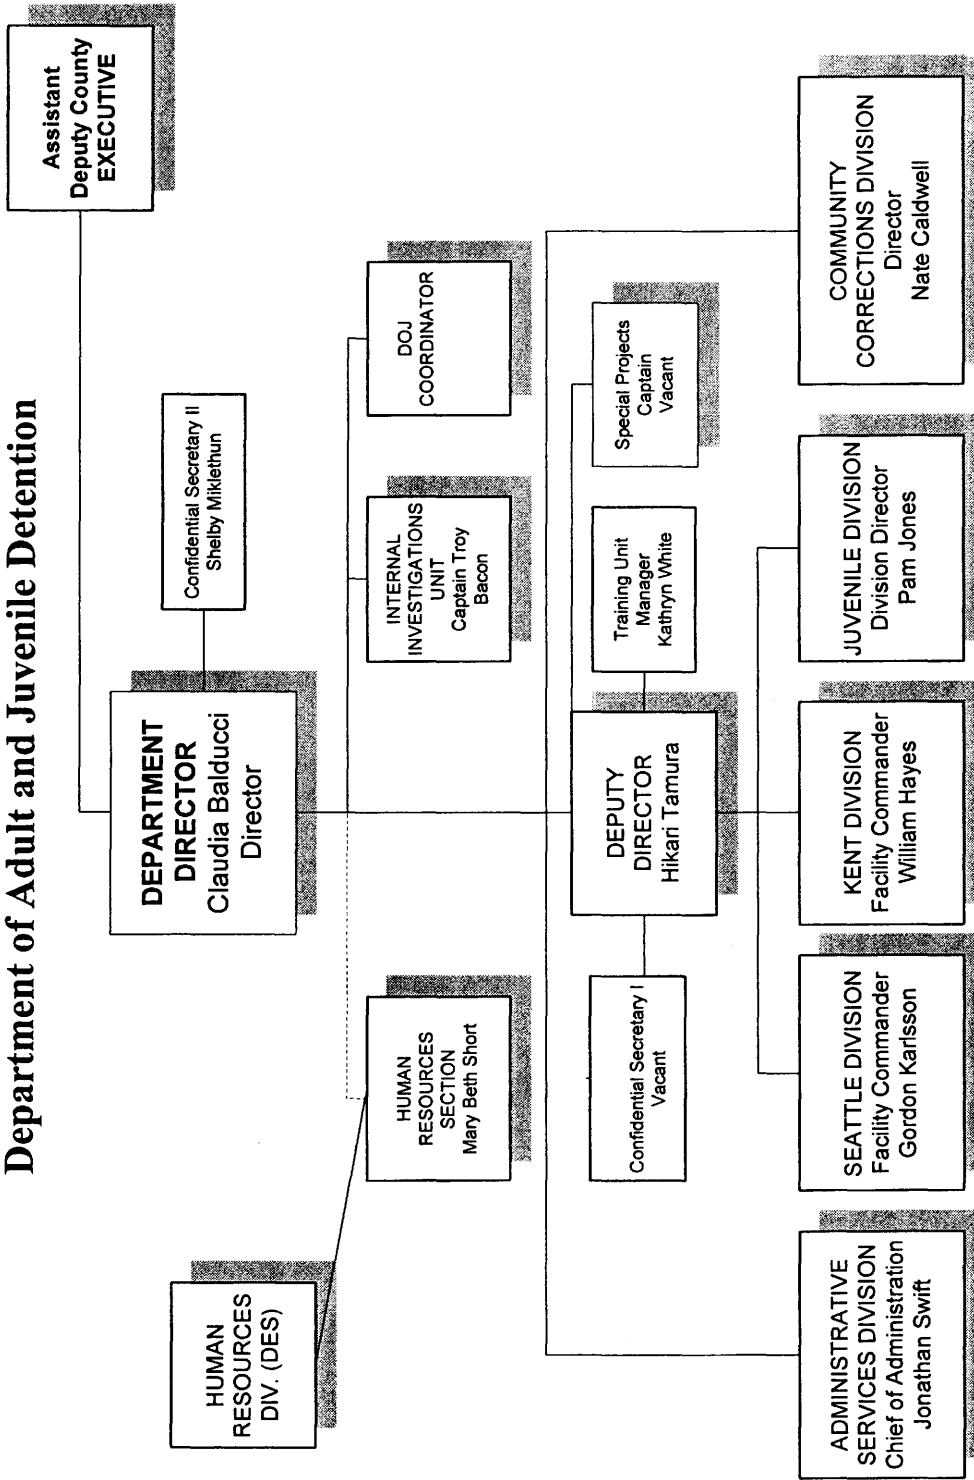 Department of Adult and Juvenile Detention
Assistant
Deputy County
EXECUTIVE
DEPARTMENT
DIRECTOR
Claudia Balducci
Director
Confidential Secretary II
Shelby Miklethun
HUMAN
RESOURCES
DIV. (DES)
HUMAN
RESOURCES
SECTION
Mary Beth Short
INTERNAL
INVESTIGATIONS
UNIT
Captain Troy
Bacon
DOJ
COORDINATOR
Confidential Secretary I
Vacant
DEPUTY
DIRECTOR
Hikari Tamura
Training Unit
Manager
Kathryn White
Special Projects
Captain
Vacant
ADMINISTRATIVE
SERVICES DIVISION
Chief of Administration
Jonathan Swift
SEATTLE DIVISION
Facility Commander
Gordon Karlsson
KENT DIVISION
Facility Commander
William Hayes
JUVENILE DIVISION
Division Director
Pam Jones
COMMUNITY
CORRECTIONS DIVISION
Director
Nate Caldwell